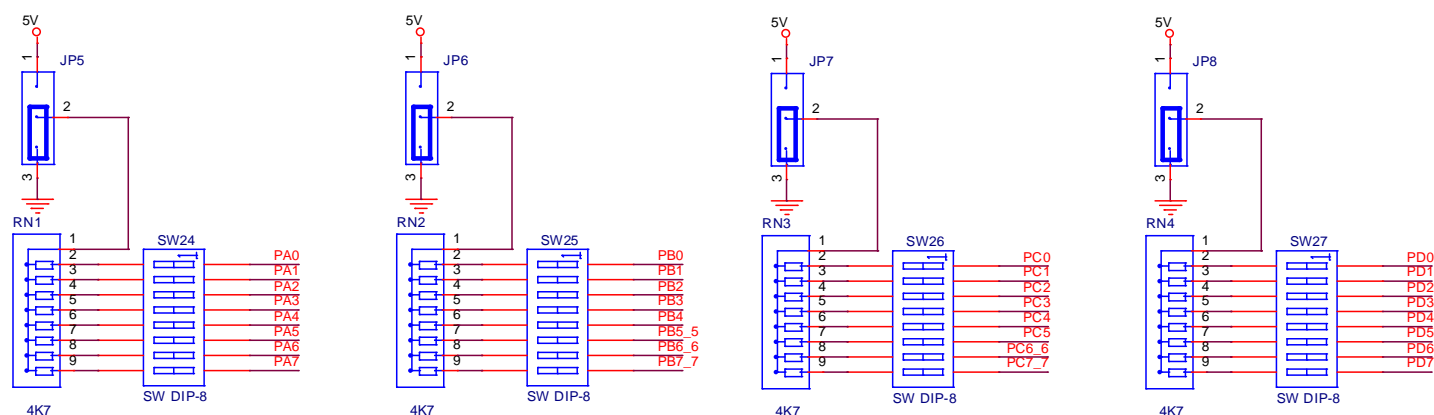 5V
1
JP5
2
3
RN1
1
SW24
2
3
4
5
6
7
8
9
PA0
PA1
PA2
PA3
PA4
PA5
PA6
PA7
4K7
SW DIP-8
5V
1
JP6
2
3
RN2
1
SW25
2
3
4
5
6
7
8
9
PB0
PB1
PB2
PB3
PB4
PB5_5
PB6_6
PB7_7
4K7
SW DIP-8
5V
1
JP7
2
3
RN3
1
SW26
2
3
4
5
6
7
8
9
PC0
PC1
PC2
PC3
PC4
PC5
PC6_6
PC7_7
4K7
SW DIP-8
5V
1
JP8
2
3
RN4
1
SW27
2
3
4
5
6
7
8
9
PD0
PD1
PD2
PD3
PD4
PD5
PD6
PD7
4K7
SW DIP-8